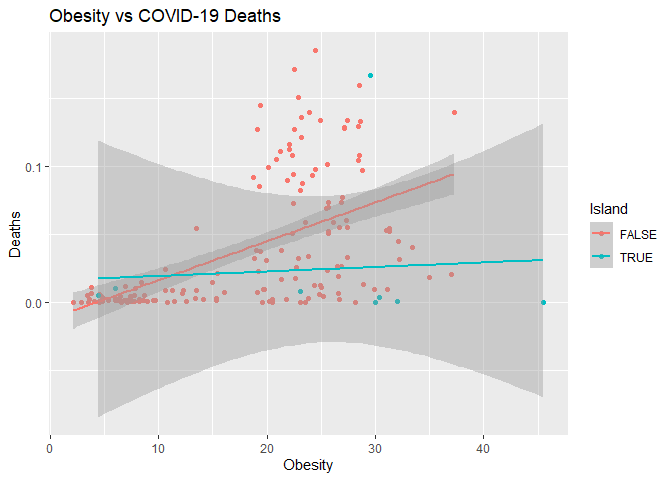 Obesity vs COVID-19 Deaths
Deaths
0.1
0.0
0
10
20
30
40
Obesity
Island
FALSE
TRUE